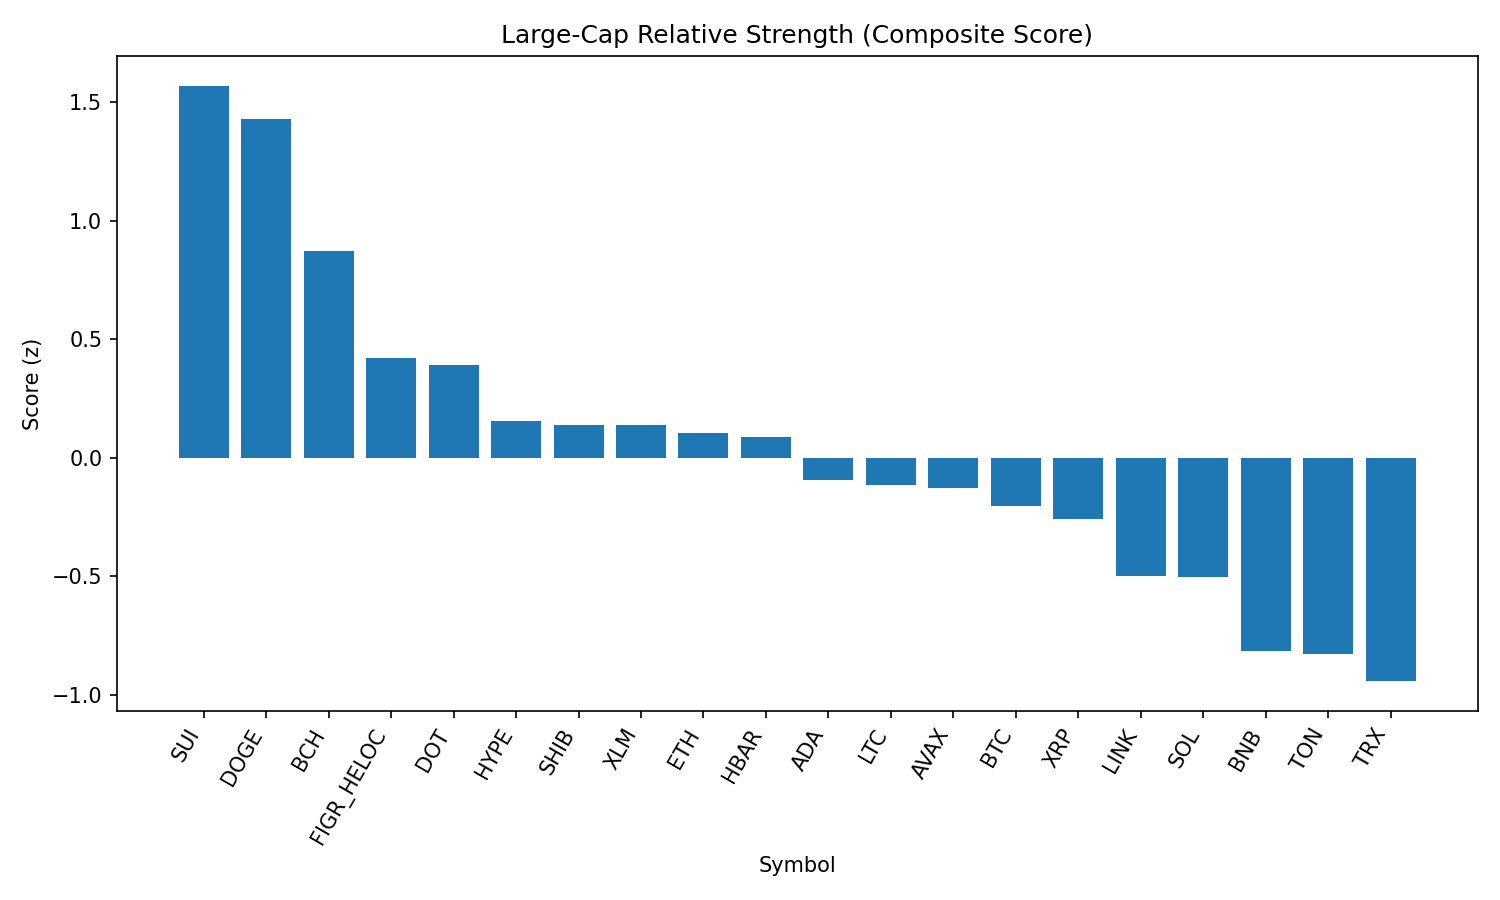 Large-Cap Relative Strength (Composite Score)
Score (z)
1.5
1.0
0.5
0.0
−0.5
−1.0
SUI
DOGE
BCH
FIGR_HELOC
DOT
HYPE
SHIB
XLM
ETH
HBAR
ADA
LTC
AVAX
BTC
XRP
LINK
SOL
BNB
TON
TRX
Symbol